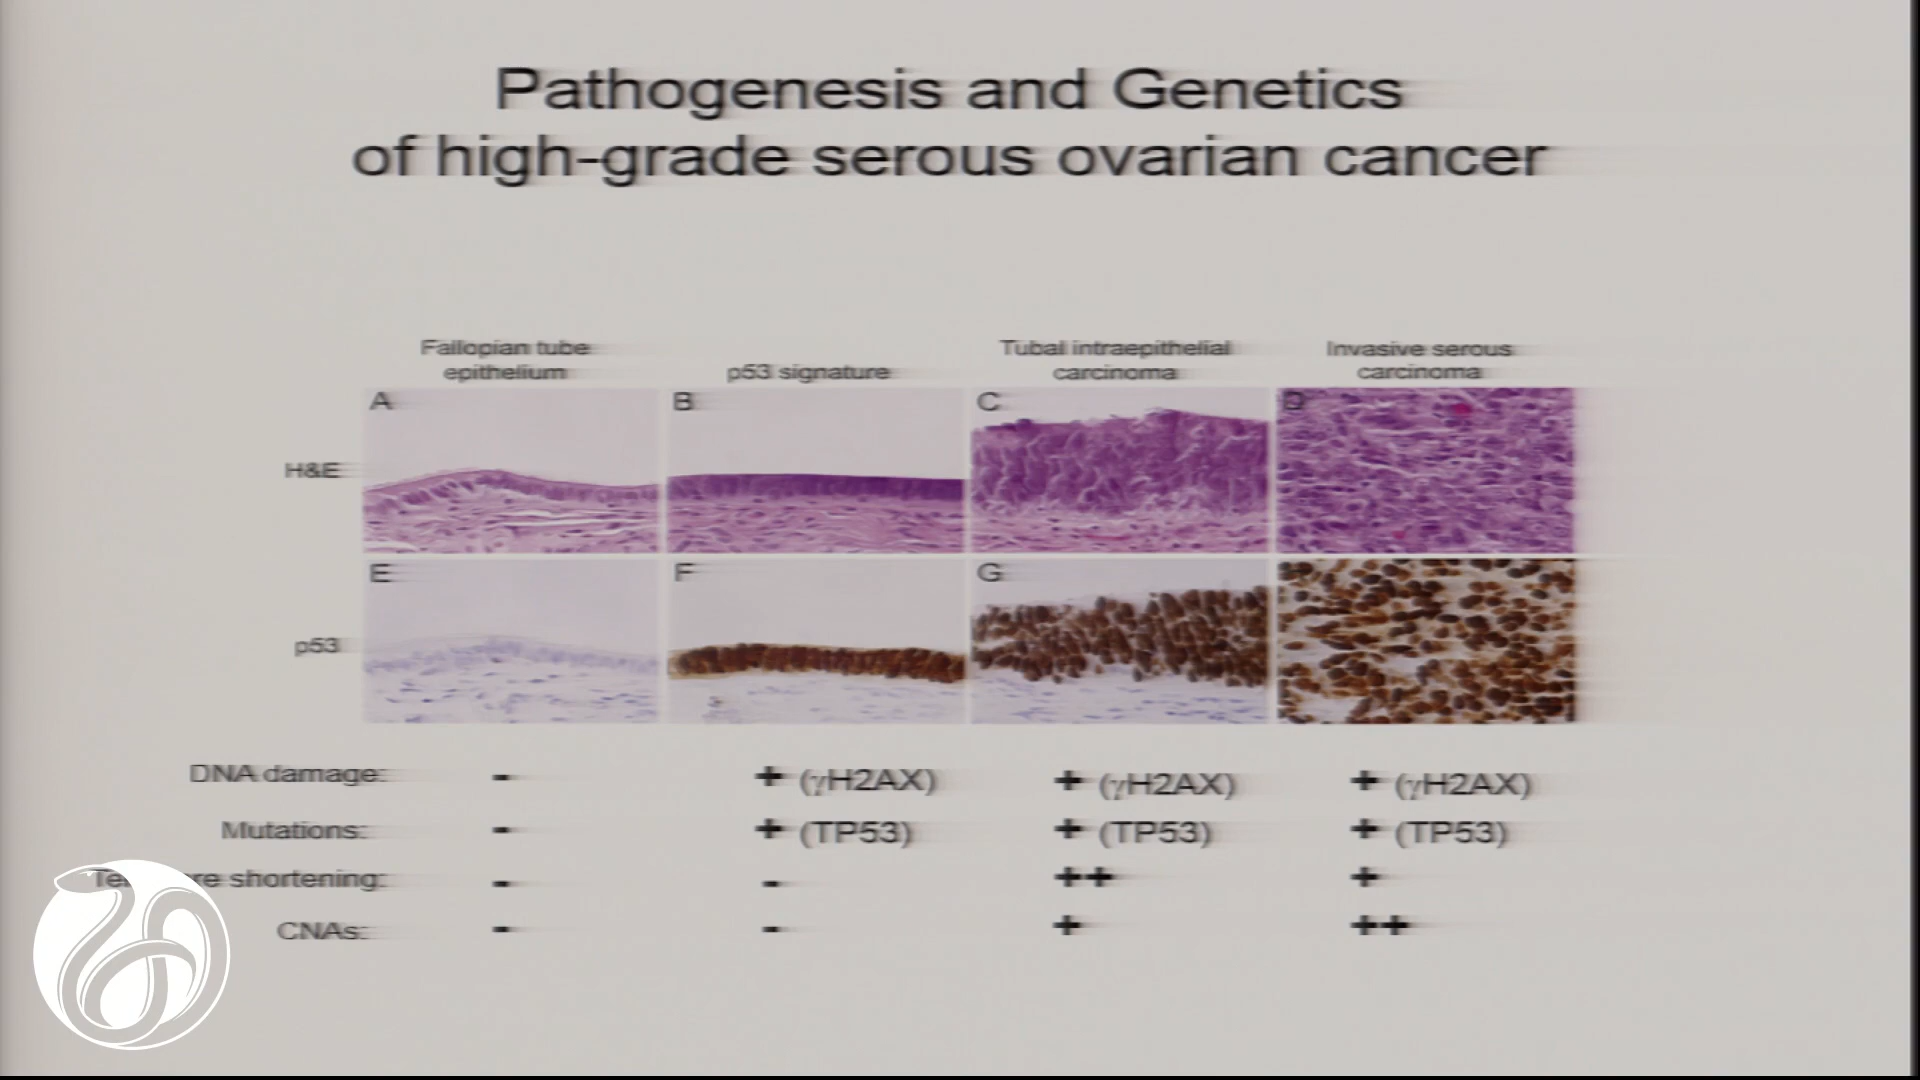 Pathogenesis and Genetics
of high-grade serous ovarian cancer
Fallopian tube
epithelium
p53 signature
Tubal intraepithelial
carcinoma
Invasive serous
carcinoma
A
B
C
D
H&E
E
F
G
p53
DNA damage: - + (γH2AX) + (γH2AX) + (γH2AX)
Mutations: - + (TP53) + (TP53) + (TP53)
shortening: - - ++ +
CNAs: - - + ++